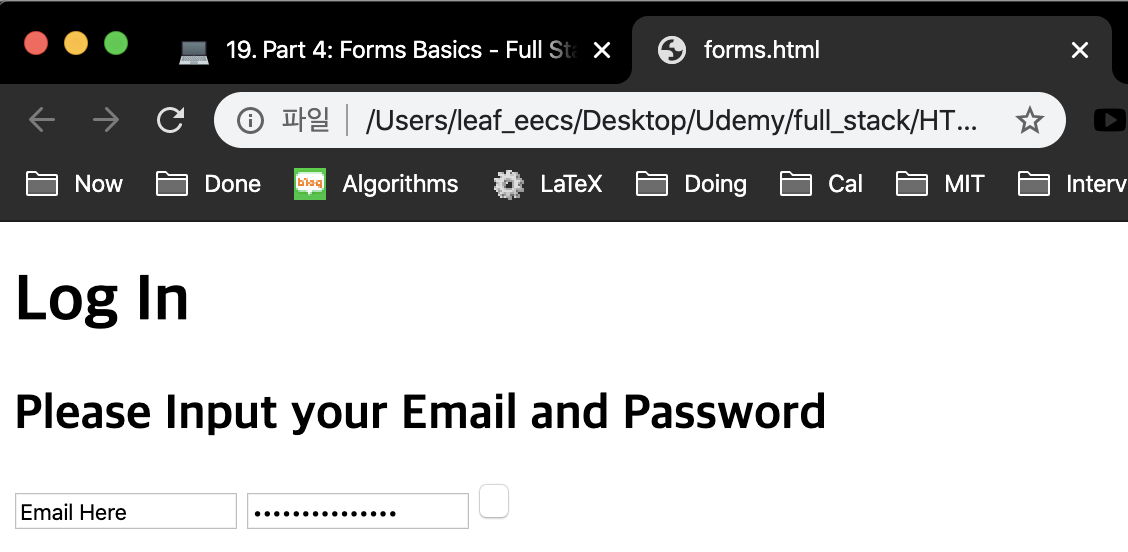 19. Part 4: Forms Basics - Full Sta
forms.html
파일 /Users/leaf_eecs/Desktop/Udemy/full_stack/HT...
Now Done blog Algorithms LaTeX Doing Cal MIT Interv
Log In
Please Input your Email and Password
Email Here •••••••••••••••